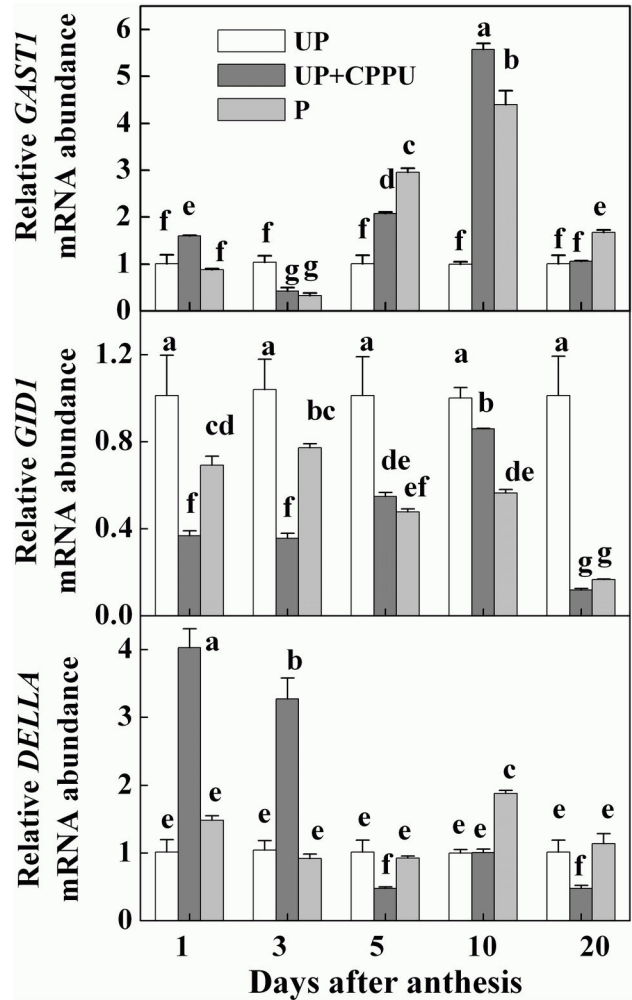 Relative GAST1
mRNA abundance
6
5
4
3
2
1
0
UP
UP+CPPU
P
f e f
f g g
f d c
f a b
f f e
Relative GID1
mRNA abundance
1.2
0.8
0.4
0.0
a f cd
a f bc
a de ef
a b de
a g g
Relative DELLA
mRNA abundance
4
3
2
1
0
e a e
e b e
e f e
e e c
e f e
1 3 5 10 20
Days after anthesis